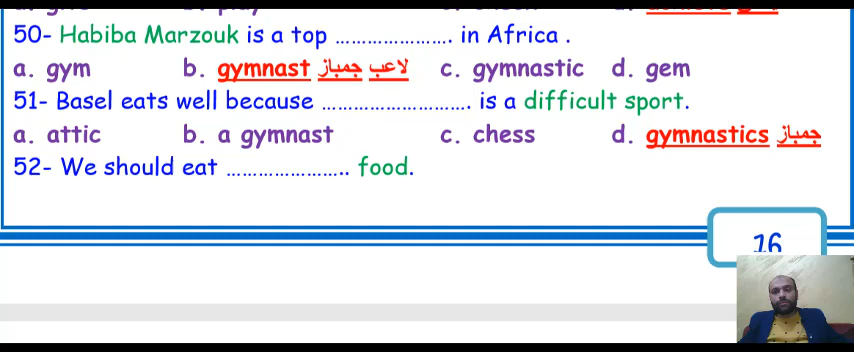 50- Habiba Marzouk is a top ..................... in Africa .
a. gym b. gymnast لاعب جمباز c. gymnastic d. gem
51- Basel eats well because ........................... is a difficult sport.
a. attic b. a gymnast c. chess d. gymnastics جمباز
52- We should eat ...................... food.
16